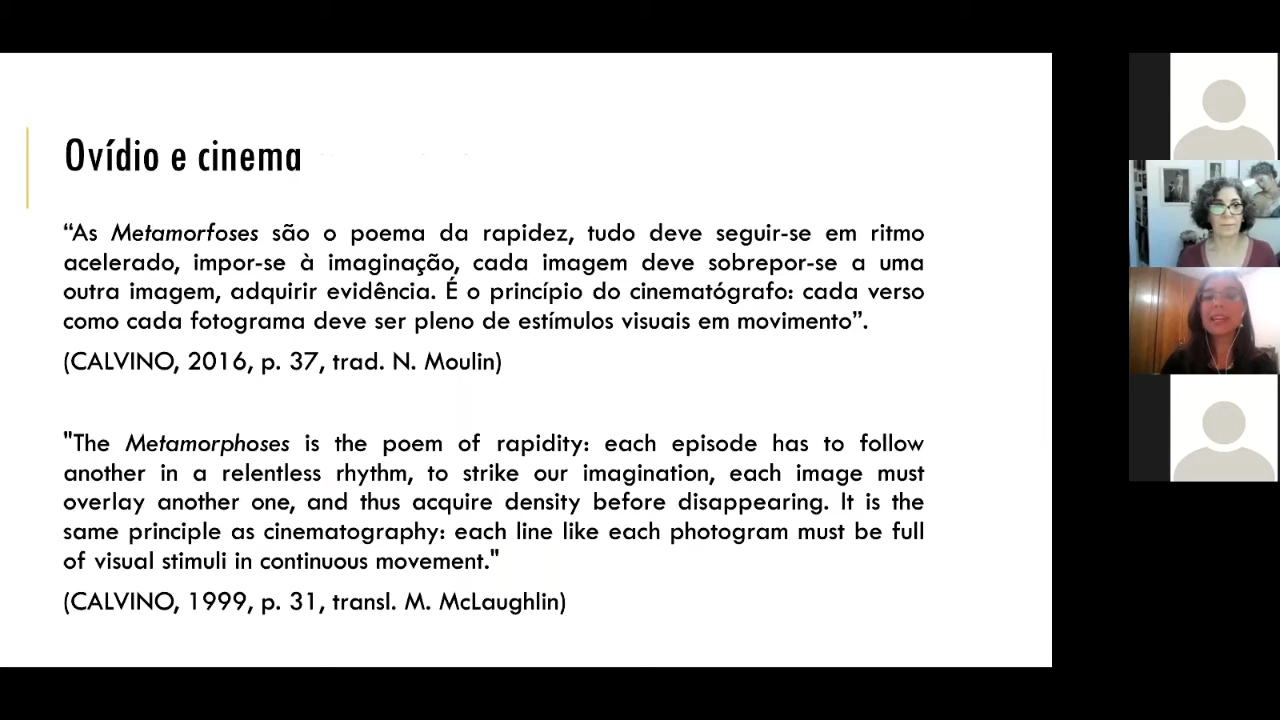 Ovídio e cinema
“As Metamorfoses são o poema da rapidez, tudo deve seguir-se em ritmo
acelerado, impor-se à imaginação, cada imagem deve sobrepor-se a uma
outra imagem, adquirir evidência. É o princípio do cinematógrafo: cada verso
como cada fotograma deve ser pleno de estímulos visuais em movimento”.
(CALVINO, 2016, p. 37, trad. N. Moulin)
"The Metamorphoses is the poem of rapidity: each episode has to follow
another in a relentless rhythm, to strike our imagination, each image must
overlay another one, and thus acquire density before disappearing. It is the
same principle as cinematography: each line like each photogram must be full
of visual stimuli in continuous movement."
(CALVINO, 1999, p. 31, transl. M. McLaughlin)